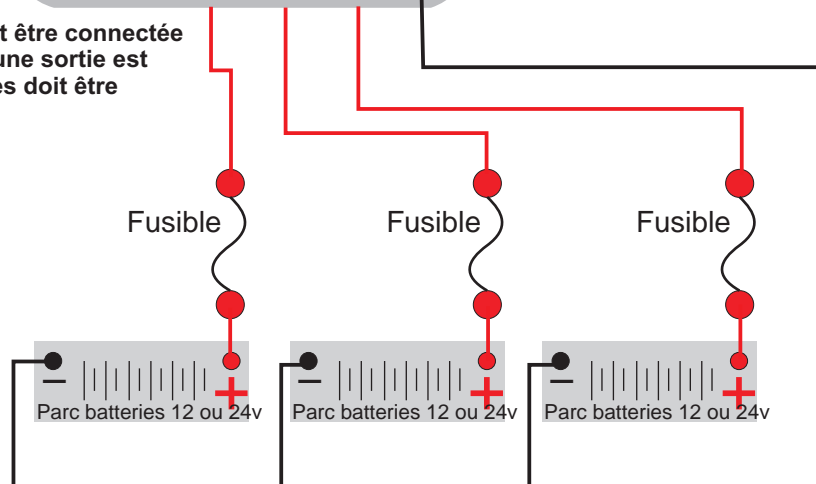 t être connectée
une sortie est
es doit être
Fusible Fusible Fusible
Parc batteries 12 ou 24v Parc batteries 12 ou 24v Parc batteries 12 ou 24v